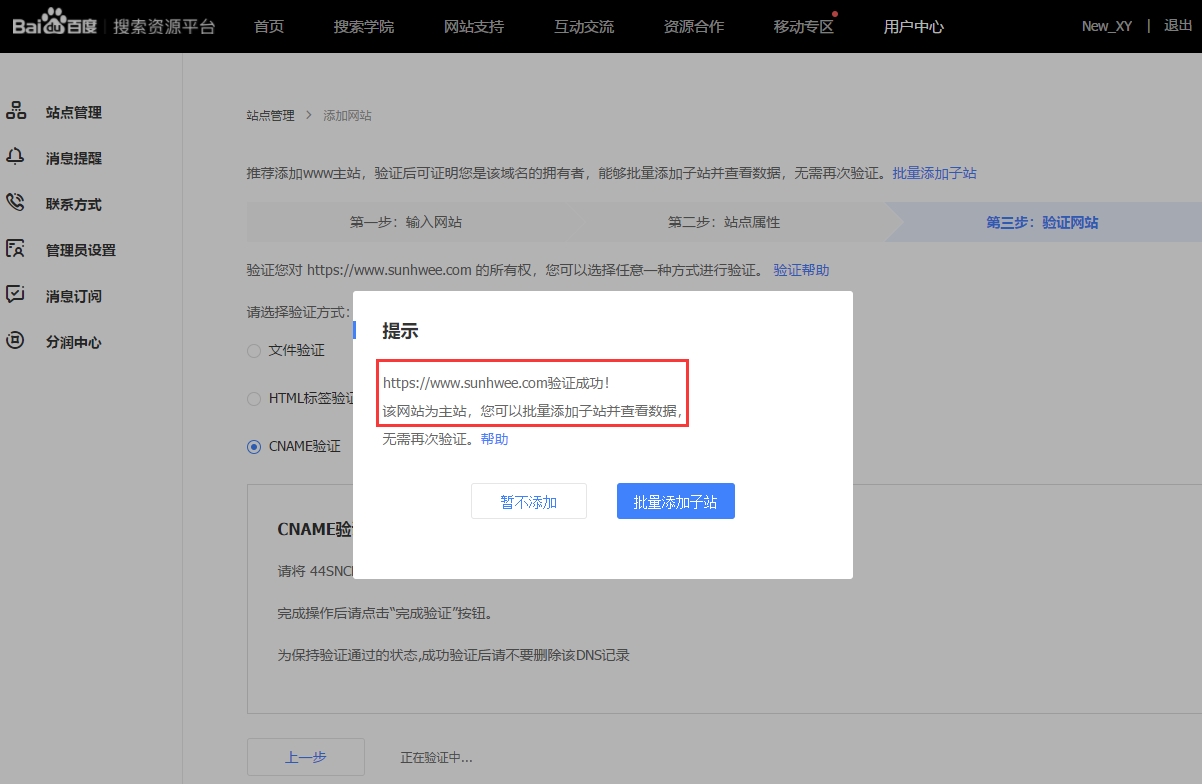 Bai du 百度 | 搜索资源平台 首页 搜索学院 网站支持 互动交流 资源合作 移动专区 用户中心 New_XY | 退出
站点管理
消息提醒
联系方式
管理员设置
消息订阅
分润中心
站点管理 > 添加网站
推荐添加www主站，验证后可证明您是该域名的拥有者，能够批量添加子站并查看数据，无需再次验证。批量添加子站
第一步：输入网站 第二步：站点属性 第三步：验证网站
验证您对 https://www.sunhwee.com 的所有权，您可以选择任意一种方式进行验证。 验证帮助
请选择验证方式：
文件验证
HTML标签验证
CNAME验证
提示
https://www.sunhwee.com验证成功！
该网站为主站，您可以批量添加子站并查看数据，
无需再次验证。帮助
暂不添加 批量添加子站
CNAME验
请将 44SNC
完成操作后请点击“完成验证”按钮。
为保持验证通过的状态,成功验证后请不要删除该DNS记录
上一步 正在验证中...